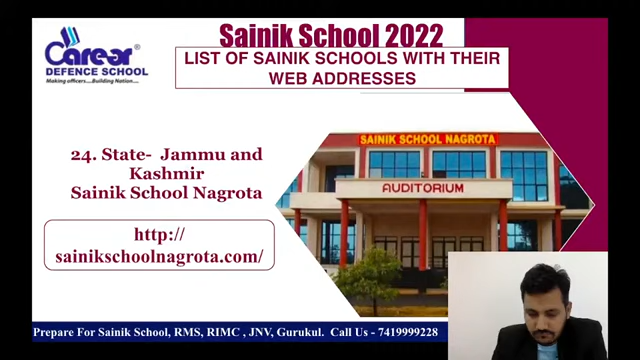 Sainik School 2022
LIST OF SAINIK SCHOOLS WITH THEIR
WEB ADDRESSES
Career®
DEFENCE SCHOOL
Making officers....Building Nation....
24. State- Jammu and
Kashmir
Sainik School Nagrota
http://
sainikschoolnagrota.com/
SAINIK SCHOOL NAGROTA
AUDITORIUM
Prepare For Sainik School, RMS, RIMC , JNV, Gurukul. Call Us - 7419999228